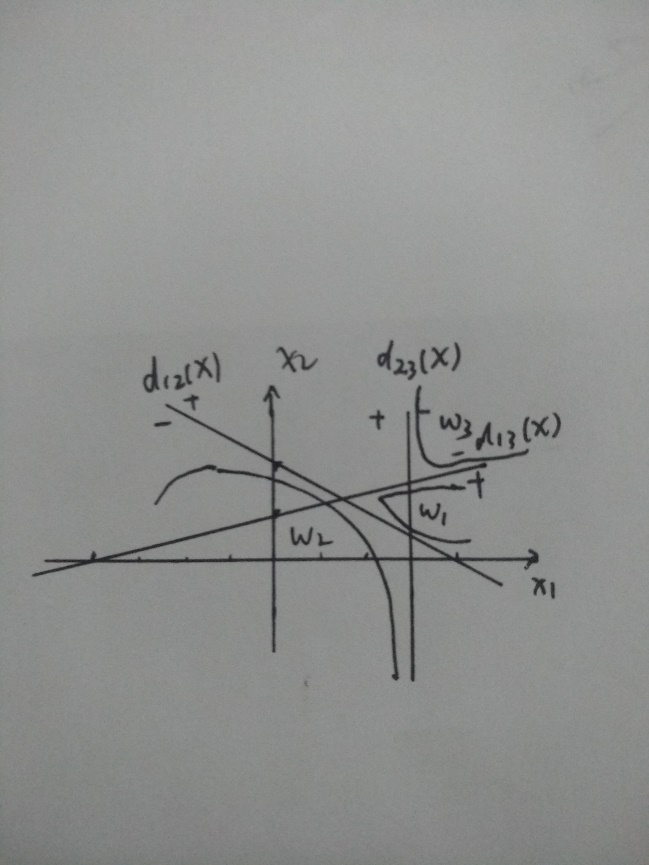 d₁₂(x)
x₂
d₂₃(x)
+
-
+
-
w₃
d₁₃(x)
-
+
w₁
w₂
x₁